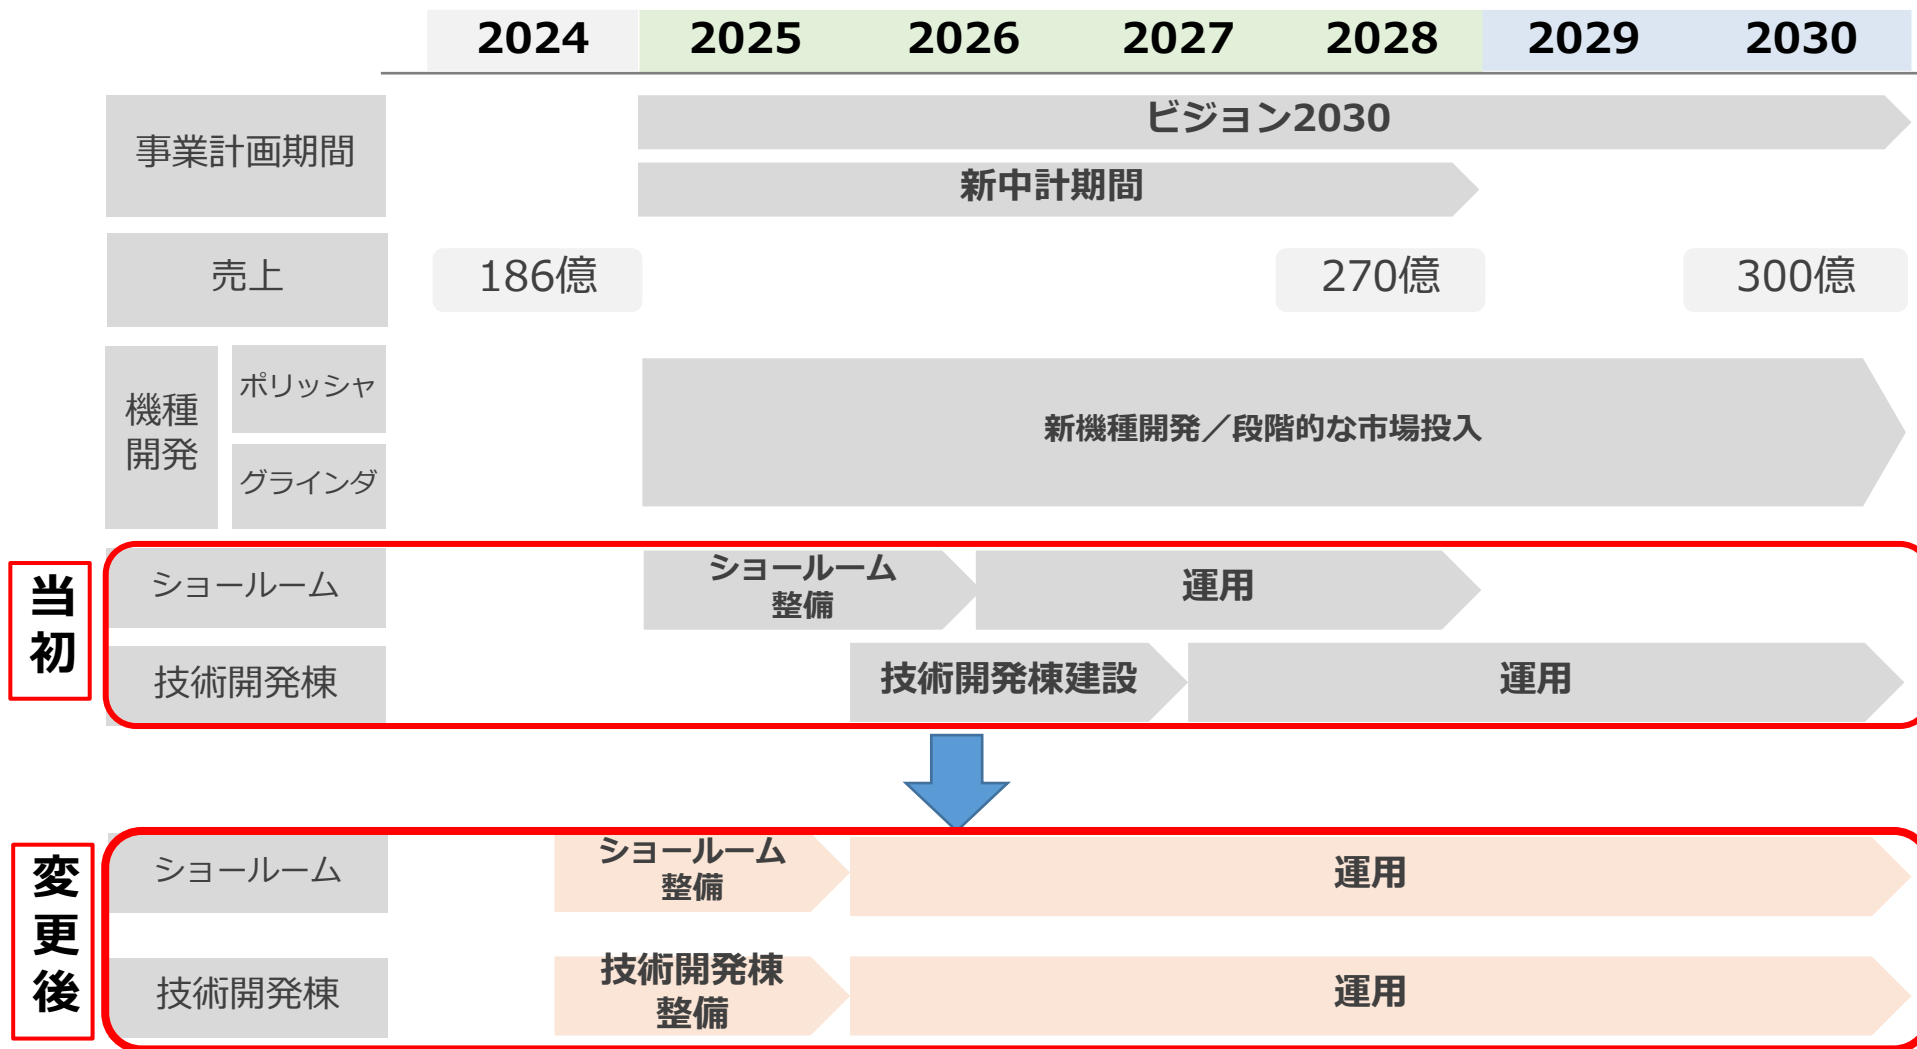 2024 2025 2026 2027 2028 2029 2030
事業計画期間
ビジョン2030
新中計期間
売上
186億
270億
300億
機種
開発
ポリッシャ
グラインダ
新機種開発／段階的な市場投入
当
初
ショールーム
ショールーム
整備
運用
技術開発棟
技術開発棟建設
運用
変
更
後
ショールーム
ショールーム
整備
運用
技術開発棟
技術開発棟
整備
運用